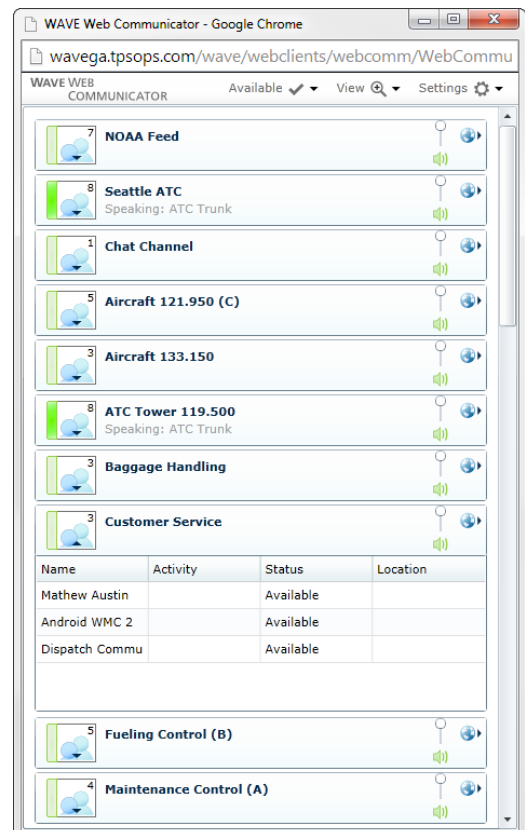 WAVE Web Communicator - Google Chrome
wavega.tpsops.com/wave/webclients/webcomm/WebCommu
WAVE WEB
COMMUNICATOR
Available View Settings
7 NOAA Feed
8 Seattle ATC
Speaking: ATC Trunk
1 Chat Channel
5 Aircraft 121.950 (C)
3 Aircraft 133.150
8 ATC Tower 119.500
Speaking: ATC Trunk
3 Baggage Handling
3 Customer Service
Name Activity Status Location
Mathew Austin Available
Android WMC 2 Available
Dispatch Commu Available
5 Fueling Control (B)
4 Maintenance Control (A)